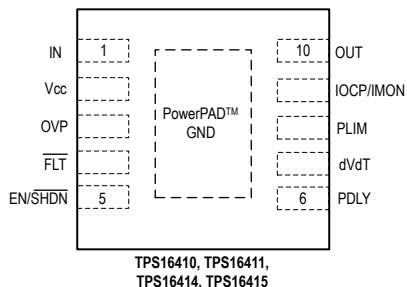 IN 1 10 OUT
Vcc IOCP/IMON
OVP PowerPAD™ PLIM
GND
FLT dVdT
EN/SHDN 5 6 PDLY
TPS16410, TPS16411,
TPS16414, TPS16415